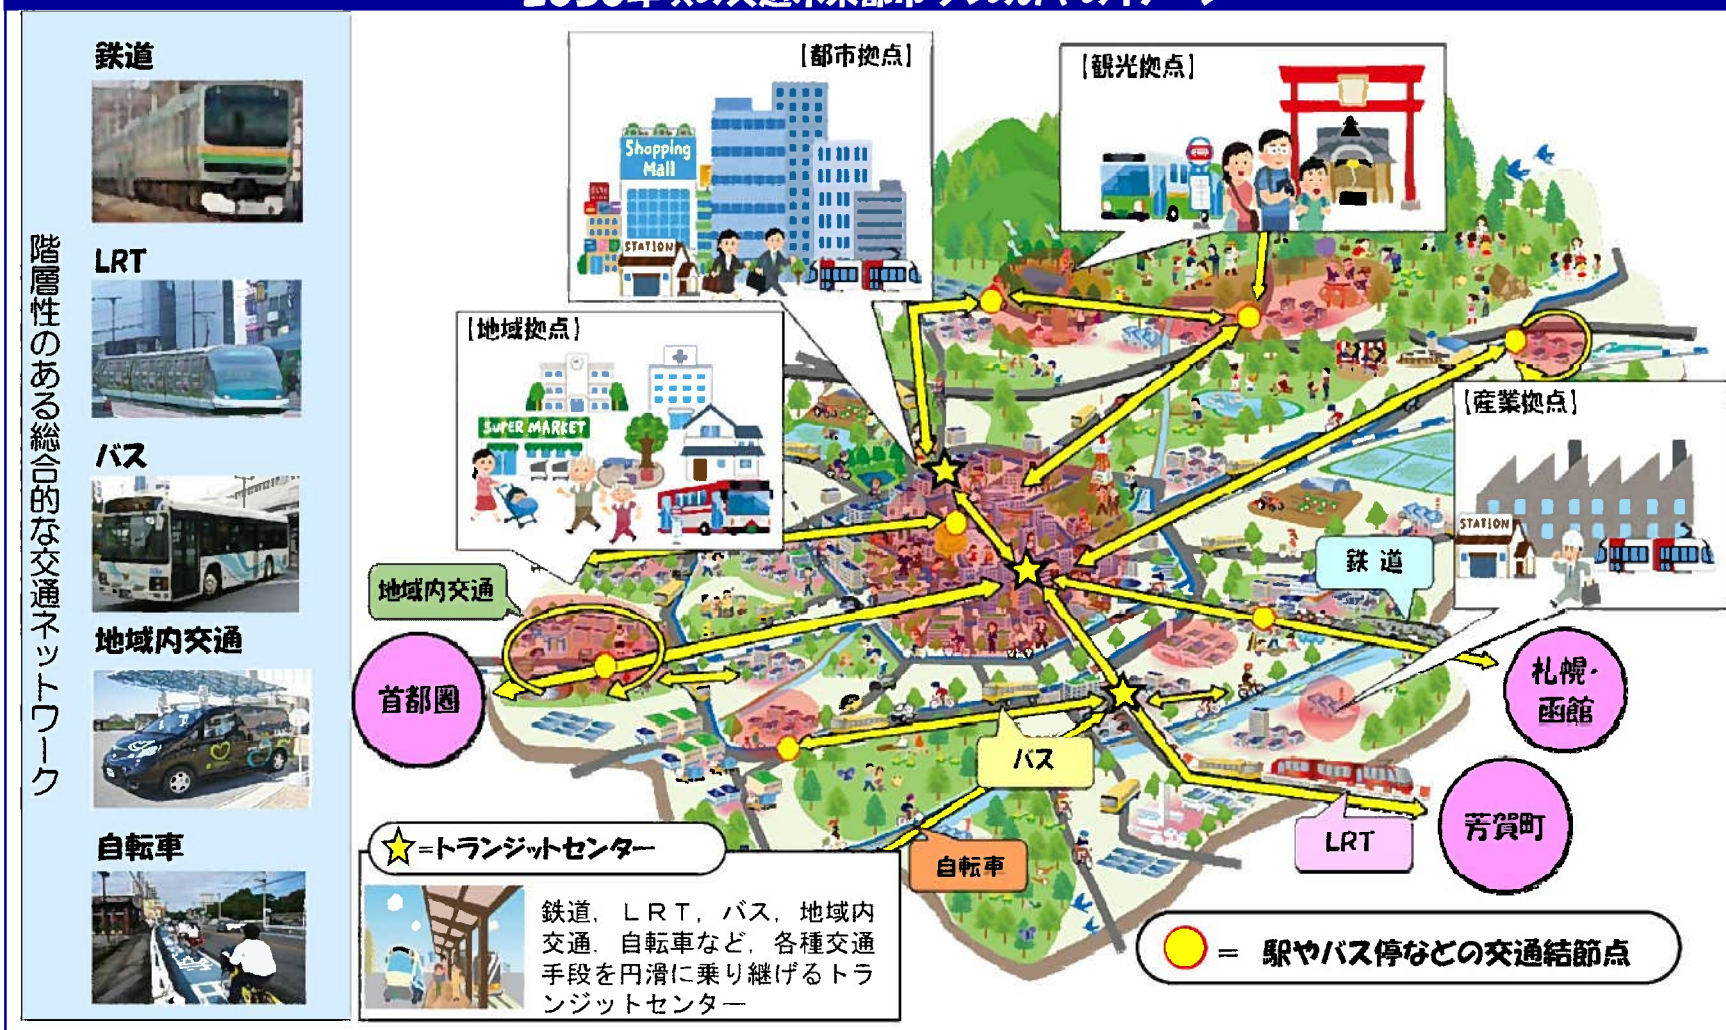 階層性のある総合的な交通ネットワーク
鉄道
LRT
バス
地域内交通
自転車
【都市拠点】
Shopping
Mall
STATION
【観光拠点】
【地域拠点】
SUPER MARKET
【産業拠点】
STATION
鉄 道
地域内交通
首都圏
札幌・
函館
バス
芳賀町
LRT
自転車
☆=トランジットセンター
鉄道，ＬＲＴ，バス，地域内
交通，自転車など，各種交通
手段を円滑に乗り継げるトラ
ンジットセンター
= 駅やバス停などの交通結節点